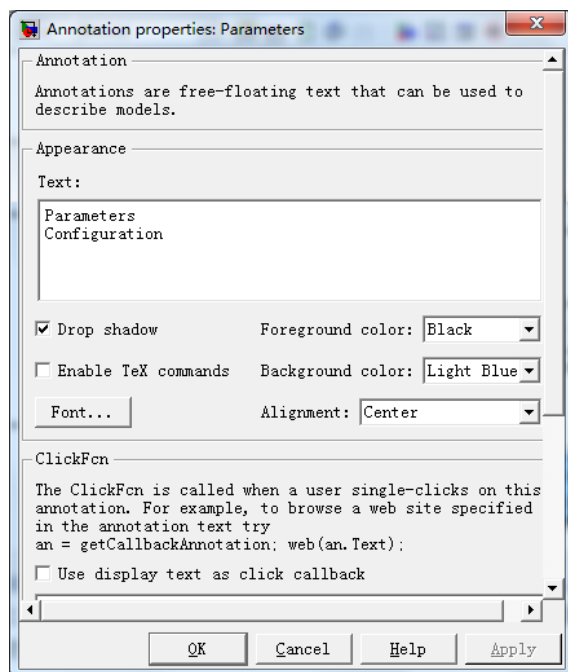 Annotation properties: Parameters
Annotation
Annotations are free-floating text that can be used to
describe models.
Appearance
Text:
Parameters
Configuration
Drop shadow
Foreground color: Black
Enable TeX commands
Background color: Light Blue
Font...
Alignment: Center
ClickFcn
The ClickFcn is called when a user single-clicks on this
annotation. For example, to browse a web site specified
in the annotation text try
an = getCallbackAnnotation; web(an.Text);
Use display text as click callback
OK Cancel Help Apply